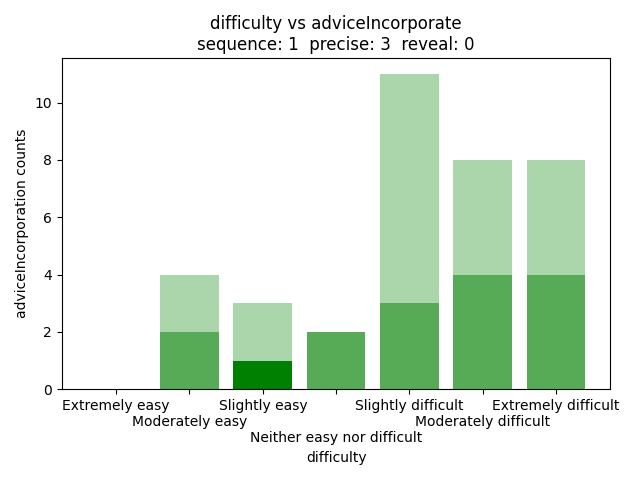 difficulty vs adviceIncorporate
sequence: 1  precise: 3  reveal: 0
adviceIncorporation counts
10
8
6
4
2
0
Extremely easy
Moderately easy
Slightly easy
Neither easy nor difficult
Slightly difficult
Moderately difficult
Extremely difficult
difficulty